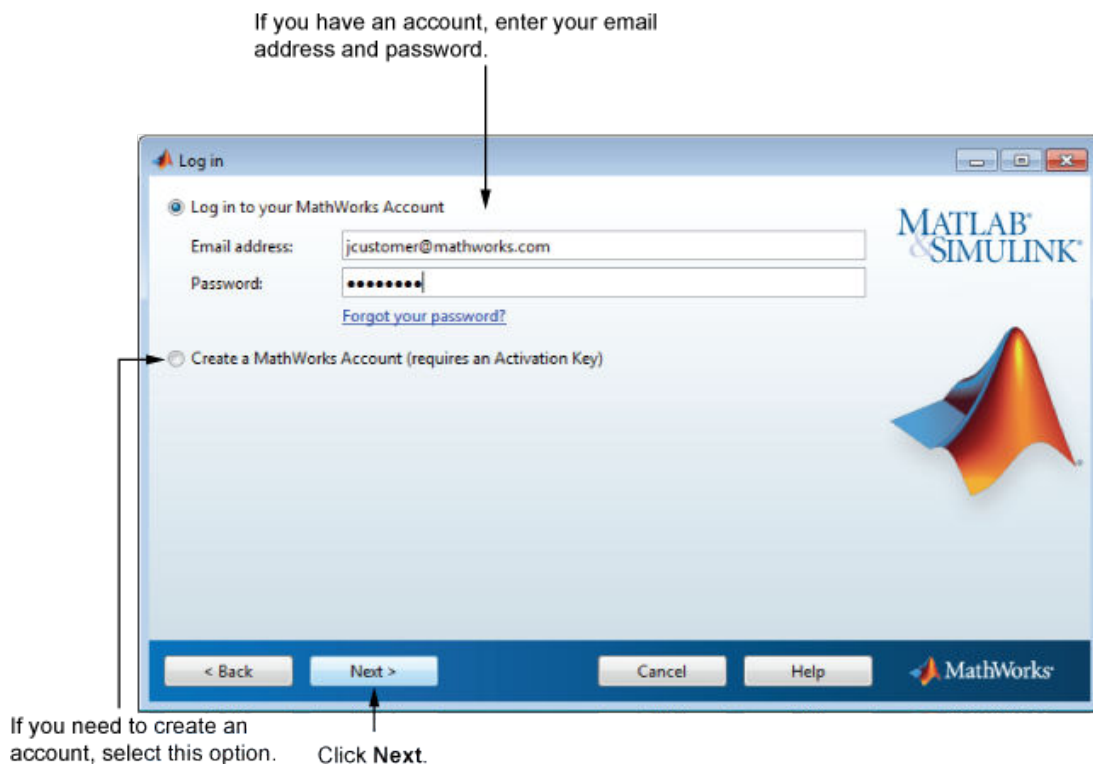 If you have an account, enter your email
address and password.
Log in
Log in to your MathWorks Account
MATLAB®
&SIMULINK®
Email address:
jcustomer@mathworks.com
Password:
••••••••
Forgot your password?
Create a MathWorks Account (requires an Activation Key)
< Back
Next >
Cancel
Help
MathWorks®
If you need to create an
account, select this option.
Click Next.